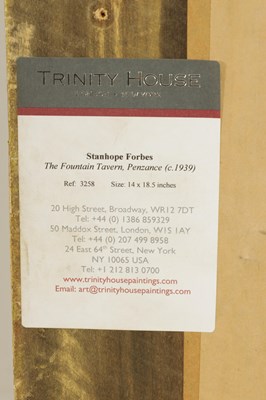 TRINITY HOUSE
Stanhope Forbes
The Fountain Tavern, Penzance (c.1939)
Ref: 3258 Size: 14 x 18.5 inches
20 High Street, Broadway, WR12 7DT
Tel: +44 (0) 1386 859329
50 Maddox Street, London, W1S 1AY
Tel: +44 (0) 207 499 8958
24 East 64th Street, New York
NY 10065 USA
Tel: +1 212 813 0700
www.trinityhousepaintings.com
Email: art@trinityhousepaintings.com